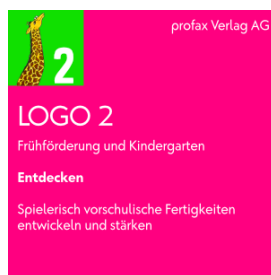 profax Verlag AG
2
LOGO 2
Frühförderung und Kindergarten
Entdecken
Spielerisch vorschulische Fertigkeiten
entwickeln und stärken